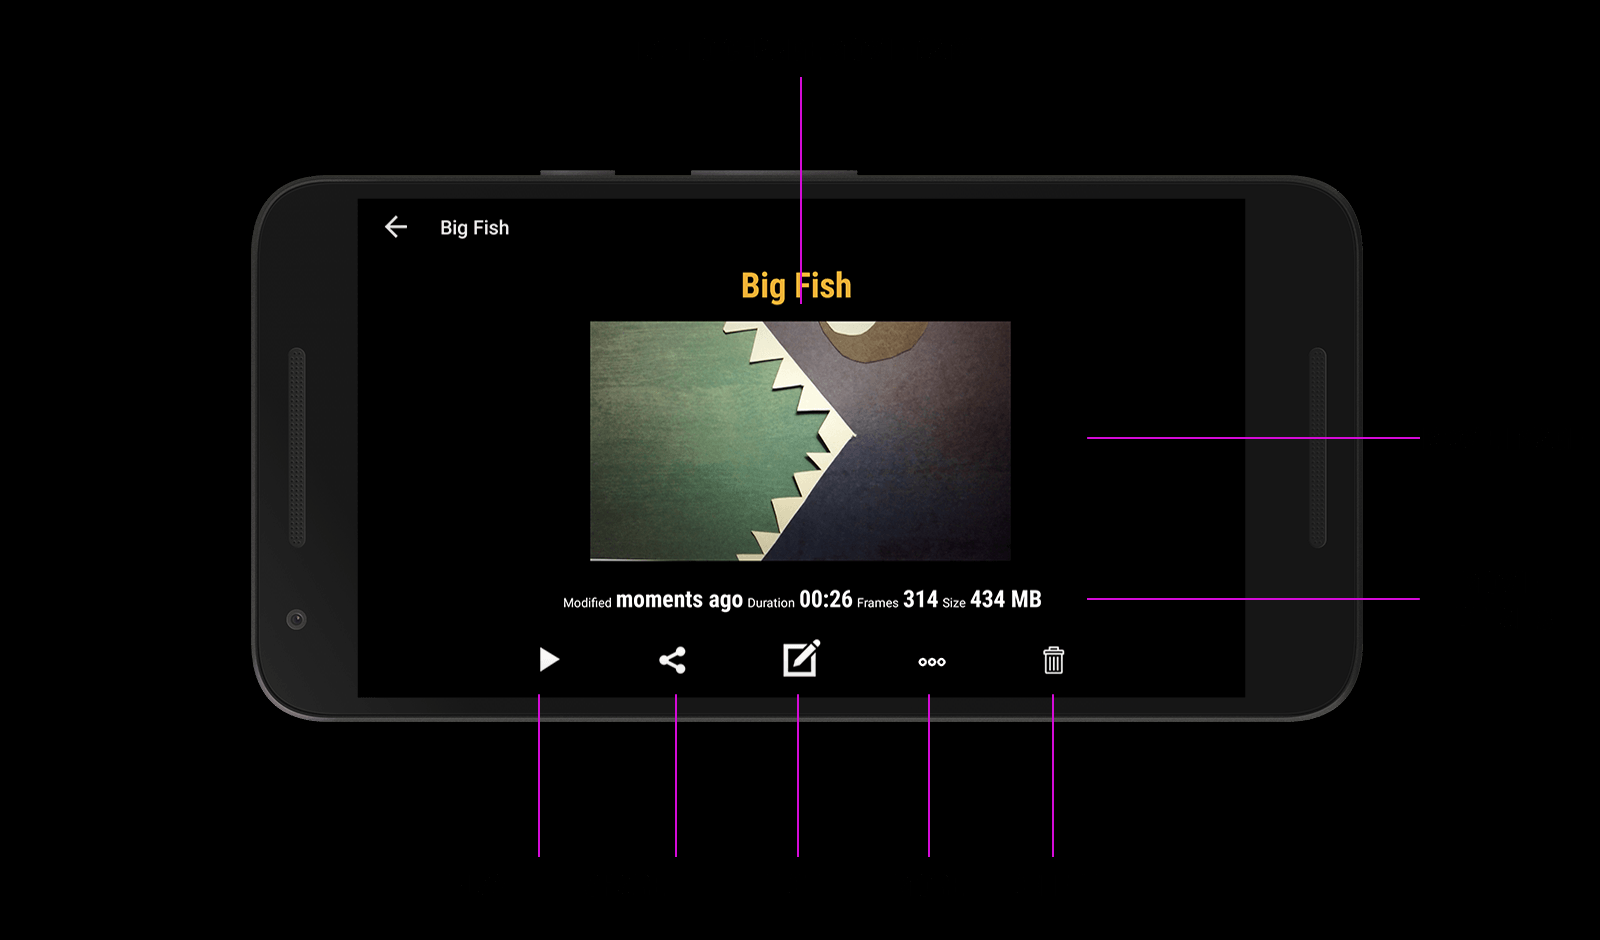 Big Fish
Big Fish
Modified moments ago Duration 00:26 Frames 314 Size 434 MB